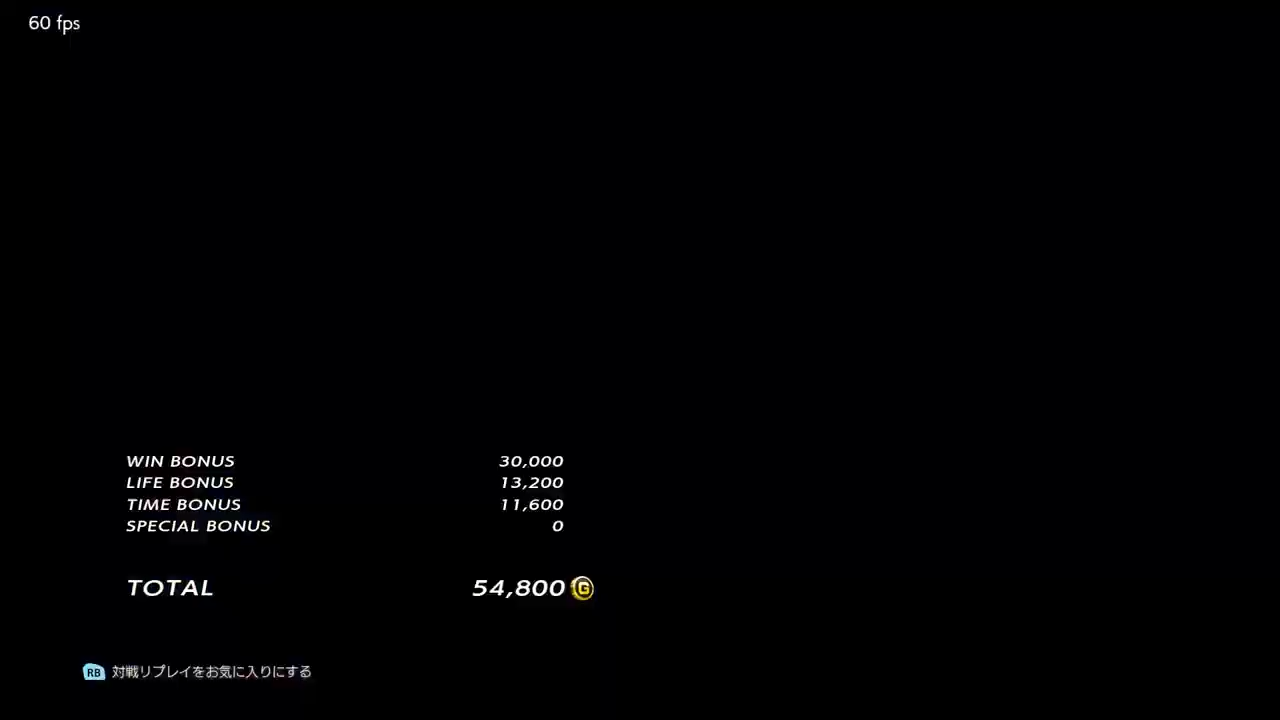 60 fps
WIN BONUS 30,000
LIFE BONUS 13,200
TIME BONUS 11,600
SPECIAL BONUS 0
TOTAL 54,800 G
RB 対戦リプレイをお気に入りにする